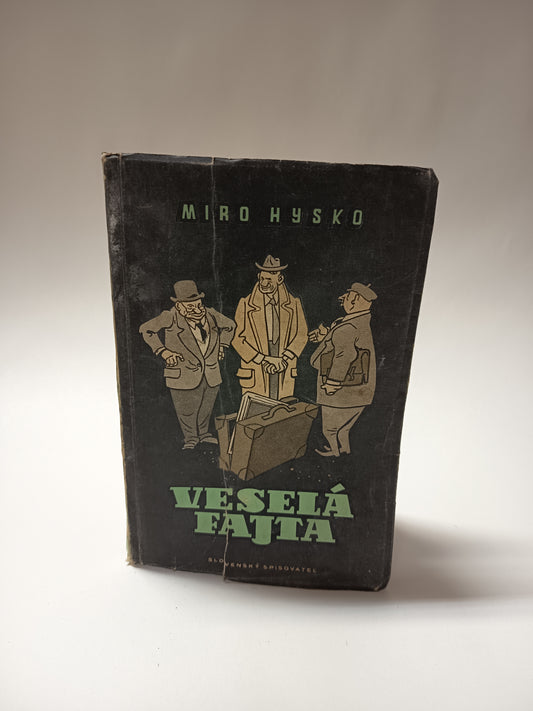 MIRO HYSKO
VESELÁ
FAJTA
SLOVENSKÝ SPISOVATEĽ